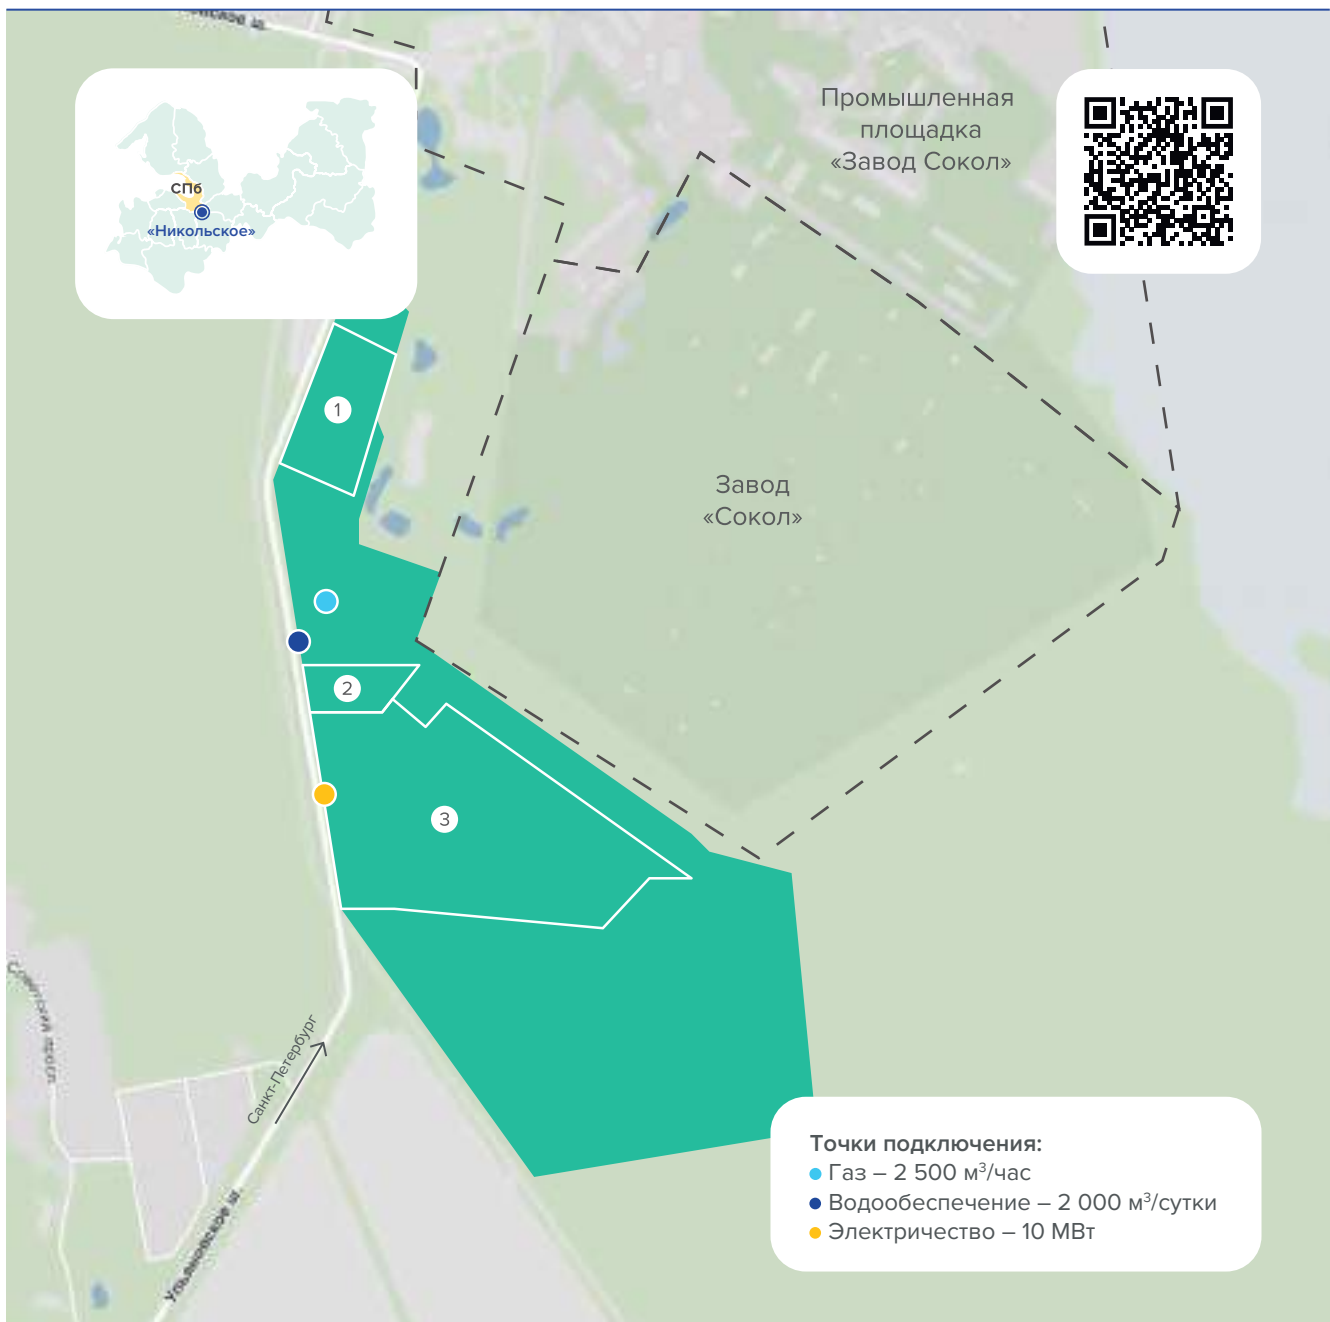 Промышленная
площадка
«Завод Сокол»
СПб
«Никольское»
1
Завод
«Сокол»
2
3
Санкт-Петербург
Ульяновское ш.
Точки подключения:
Газ – 2 500 м³/час
Водообеспечение – 2 000 м³/сутки
Электричество – 10 МВт